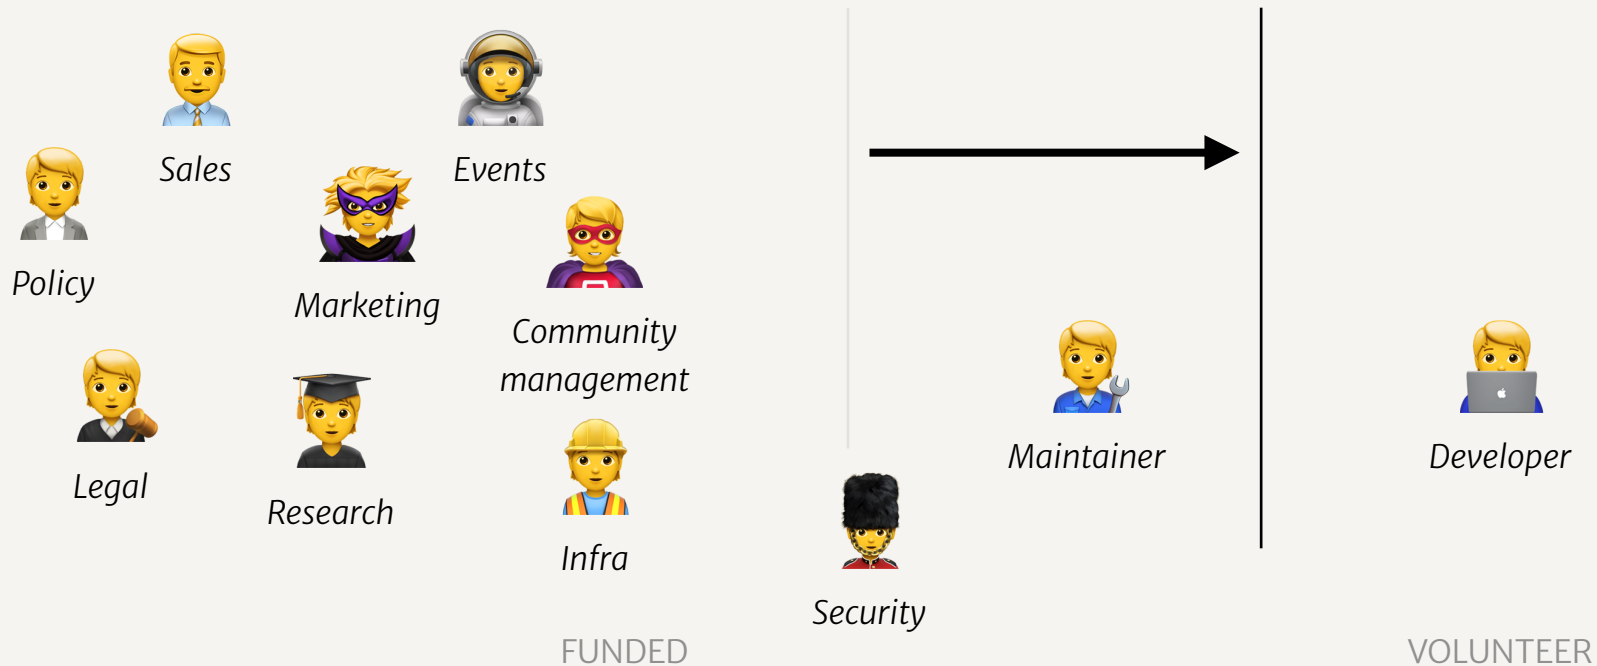 Sales
Events
Policy
Marketing
Community
management
Maintainer
Developer
Legal
Research
Infra
Security
FUNDED
VOLUNTEER